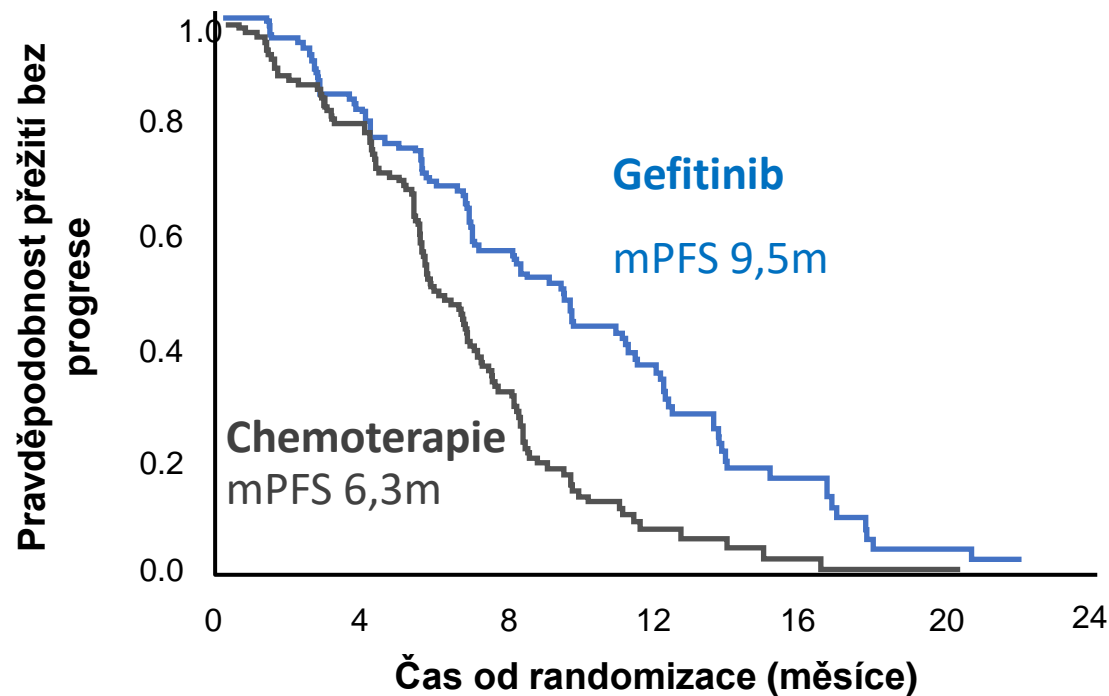 Pravděpodobnost přežití bez
progrese
1.0
0.8
0.6
0.4
0.2
0.0
Gefitinib
mPFS 9,5m
Chemoterapie
mPFS 6,3m
0 4 8 12 16 20 24
Čas od randomizace (měsíce)